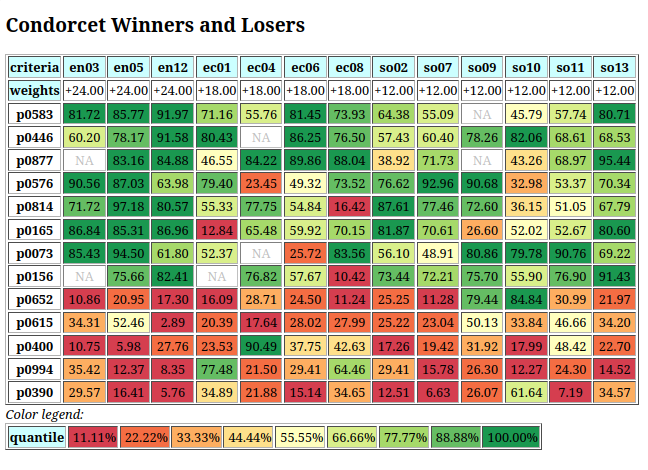 Condorcet Winners and Losers
criteria en03 en05 en12 ec01 ec04 ec06 ec08 so02 so07 so09 so10 so11 so13
weights +24.00 +24.00 +24.00 +18.00 +18.00 +18.00 +18.00 +12.00 +12.00 +12.00 +12.00 +12.00 +12.00
p0583 81.72 85.77 91.97 71.16 55.76 81.45 73.93 64.38 55.09 NA 45.79 57.74 80.71
p0446 60.20 78.17 91.58 80.43 NA 86.25 76.50 57.43 60.40 78.26 82.06 68.61 68.53
p0877 NA 83.16 84.88 46.55 84.22 89.86 88.04 38.92 71.73 NA 43.26 68.97 95.44
p0576 90.56 87.03 63.98 79.40 23.45 49.32 73.52 76.62 92.96 90.68 32.98 53.37 70.34
p0814 71.72 97.18 80.57 55.33 77.75 54.84 16.42 87.61 77.46 72.60 36.15 51.05 67.79
p0165 86.84 85.31 86.96 12.84 65.48 59.92 70.15 81.87 70.61 26.60 52.02 52.67 80.60
p0073 85.43 94.50 61.80 52.37 NA 25.72 83.56 56.10 48.91 80.86 79.78 90.76 69.22
p0156 NA 75.66 82.41 NA 76.82 57.67 10.42 73.44 72.21 75.70 55.90 76.90 91.43
p0652 10.86 20.95 17.30 16.09 28.71 24.50 11.24 25.25 11.28 79.44 84.84 30.99 21.97
p0615 34.31 52.46 2.89 20.39 17.64 28.02 27.99 25.22 23.04 50.13 33.84 46.66 34.20
p0400 10.75 5.98 27.76 23.53 90.49 37.75 42.63 17.26 19.42 31.92 17.99 48.42 22.70
p0994 35.42 12.37 8.35 77.48 21.50 29.41 64.46 29.41 15.78 26.30 12.27 24.30 14.52
p0390 29.57 16.41 5.76 34.89 21.88 15.14 34.65 12.51 6.63 26.07 61.64 7.19 34.57
Color legend:
quantile 11.11% 22.22% 33.33% 44.44% 55.55% 66.66% 77.77% 88.88% 100.00%